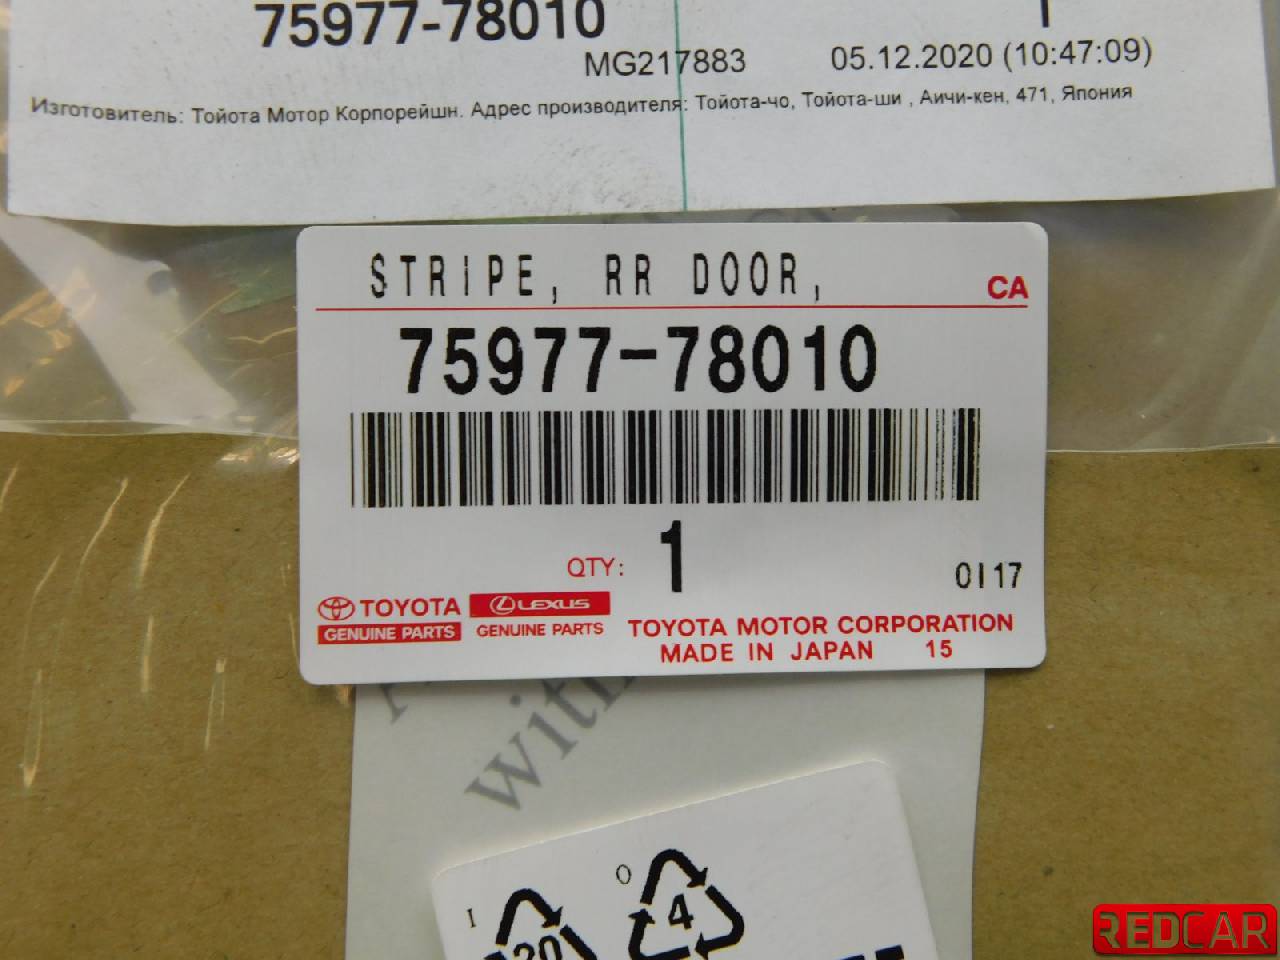 75977-78010 1
MG217883 05.12.2020 (10:47:09)
Изготовитель: Тойота Мотор Корпорейшн. Адрес производителя: Тойота-чо, Тойота-ши , Аичи-кен, 471, Япония
STRIPE, RR DOOR,
CA
75977-78010
QTY: 1
0117
TOYOTA LEXUS
GENUINE PARTS GENUINE PARTS
TOYOTA MOTOR CORPORATION
MADE IN JAPAN 15
I 20
O 4
REDCAR